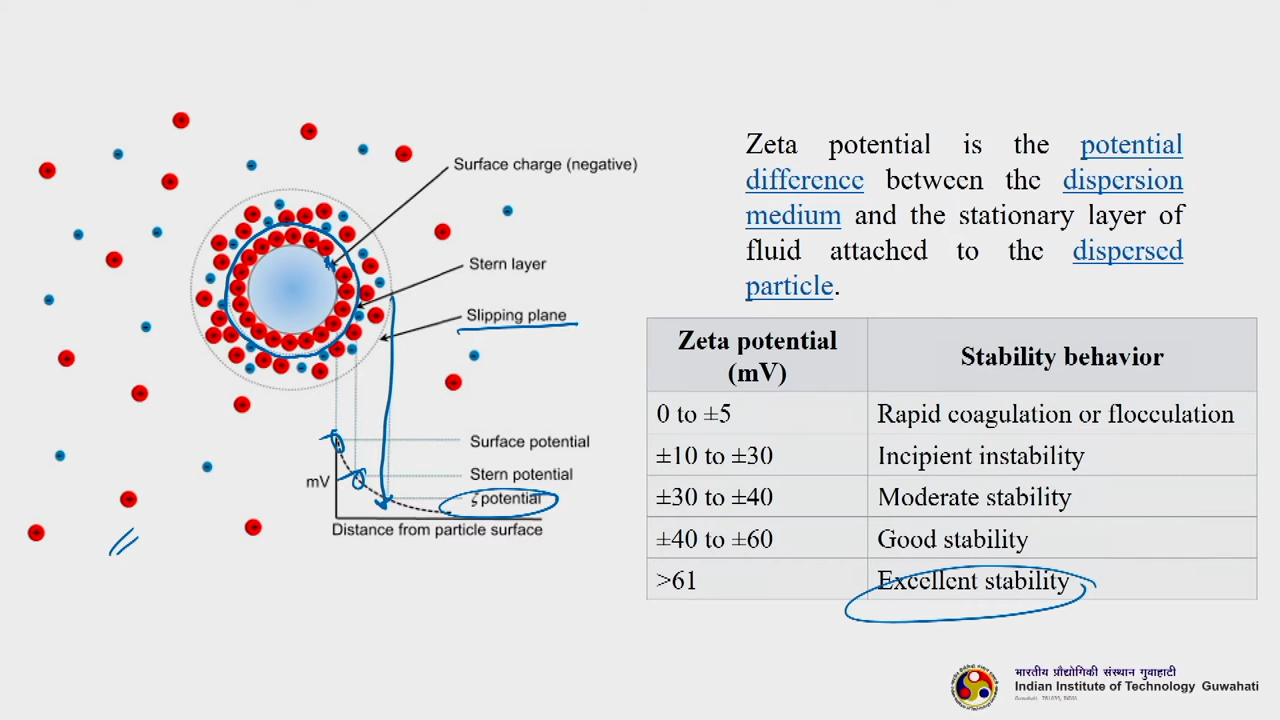 Surface charge (negative)
Stern layer
Slipping plane
Surface potential
Stern potential
ζ potential
mV
Distance from particle surface
Zeta potential is the potential
difference between the dispersion
medium and the stationary layer of
fluid attached to the dispersed
particle.
Zeta potential
(mV)
Stability behavior
0 to ±5 Rapid coagulation or flocculation
±10 to ±30 Incipient instability
±30 to ±40 Moderate stability
±40 to ±60 Good stability
>61 Excellent stability
भारतीय प्रौद्योगिकी संस्थान गुवाहाटी
Indian Institute of Technology Guwahati